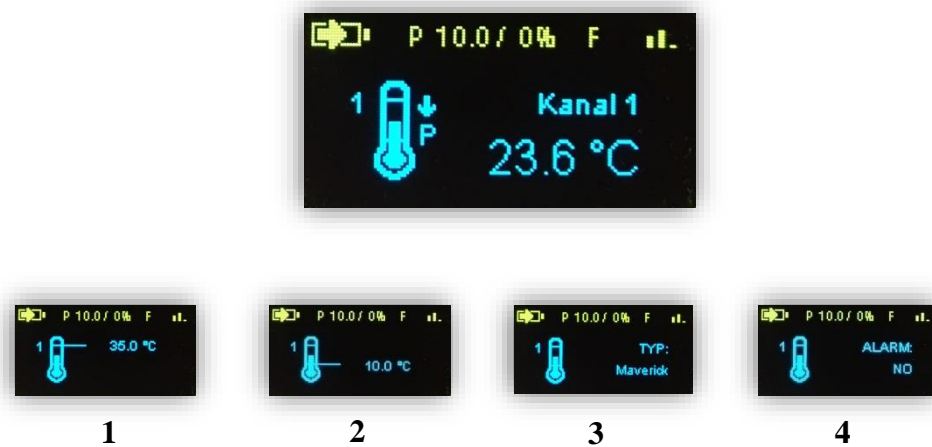 P 10.0 / 0% F
1 Kanal 1
P
23.6 °C
P 10.0 / 0% F
1 35.0 °C
P 10.0 / 0% F
1
10.0 °C
P 10.0 / 0% F
1 TYP:
Maverick
P 10.0 / 0% F
1 ALARM:
NO
1 2 3 4